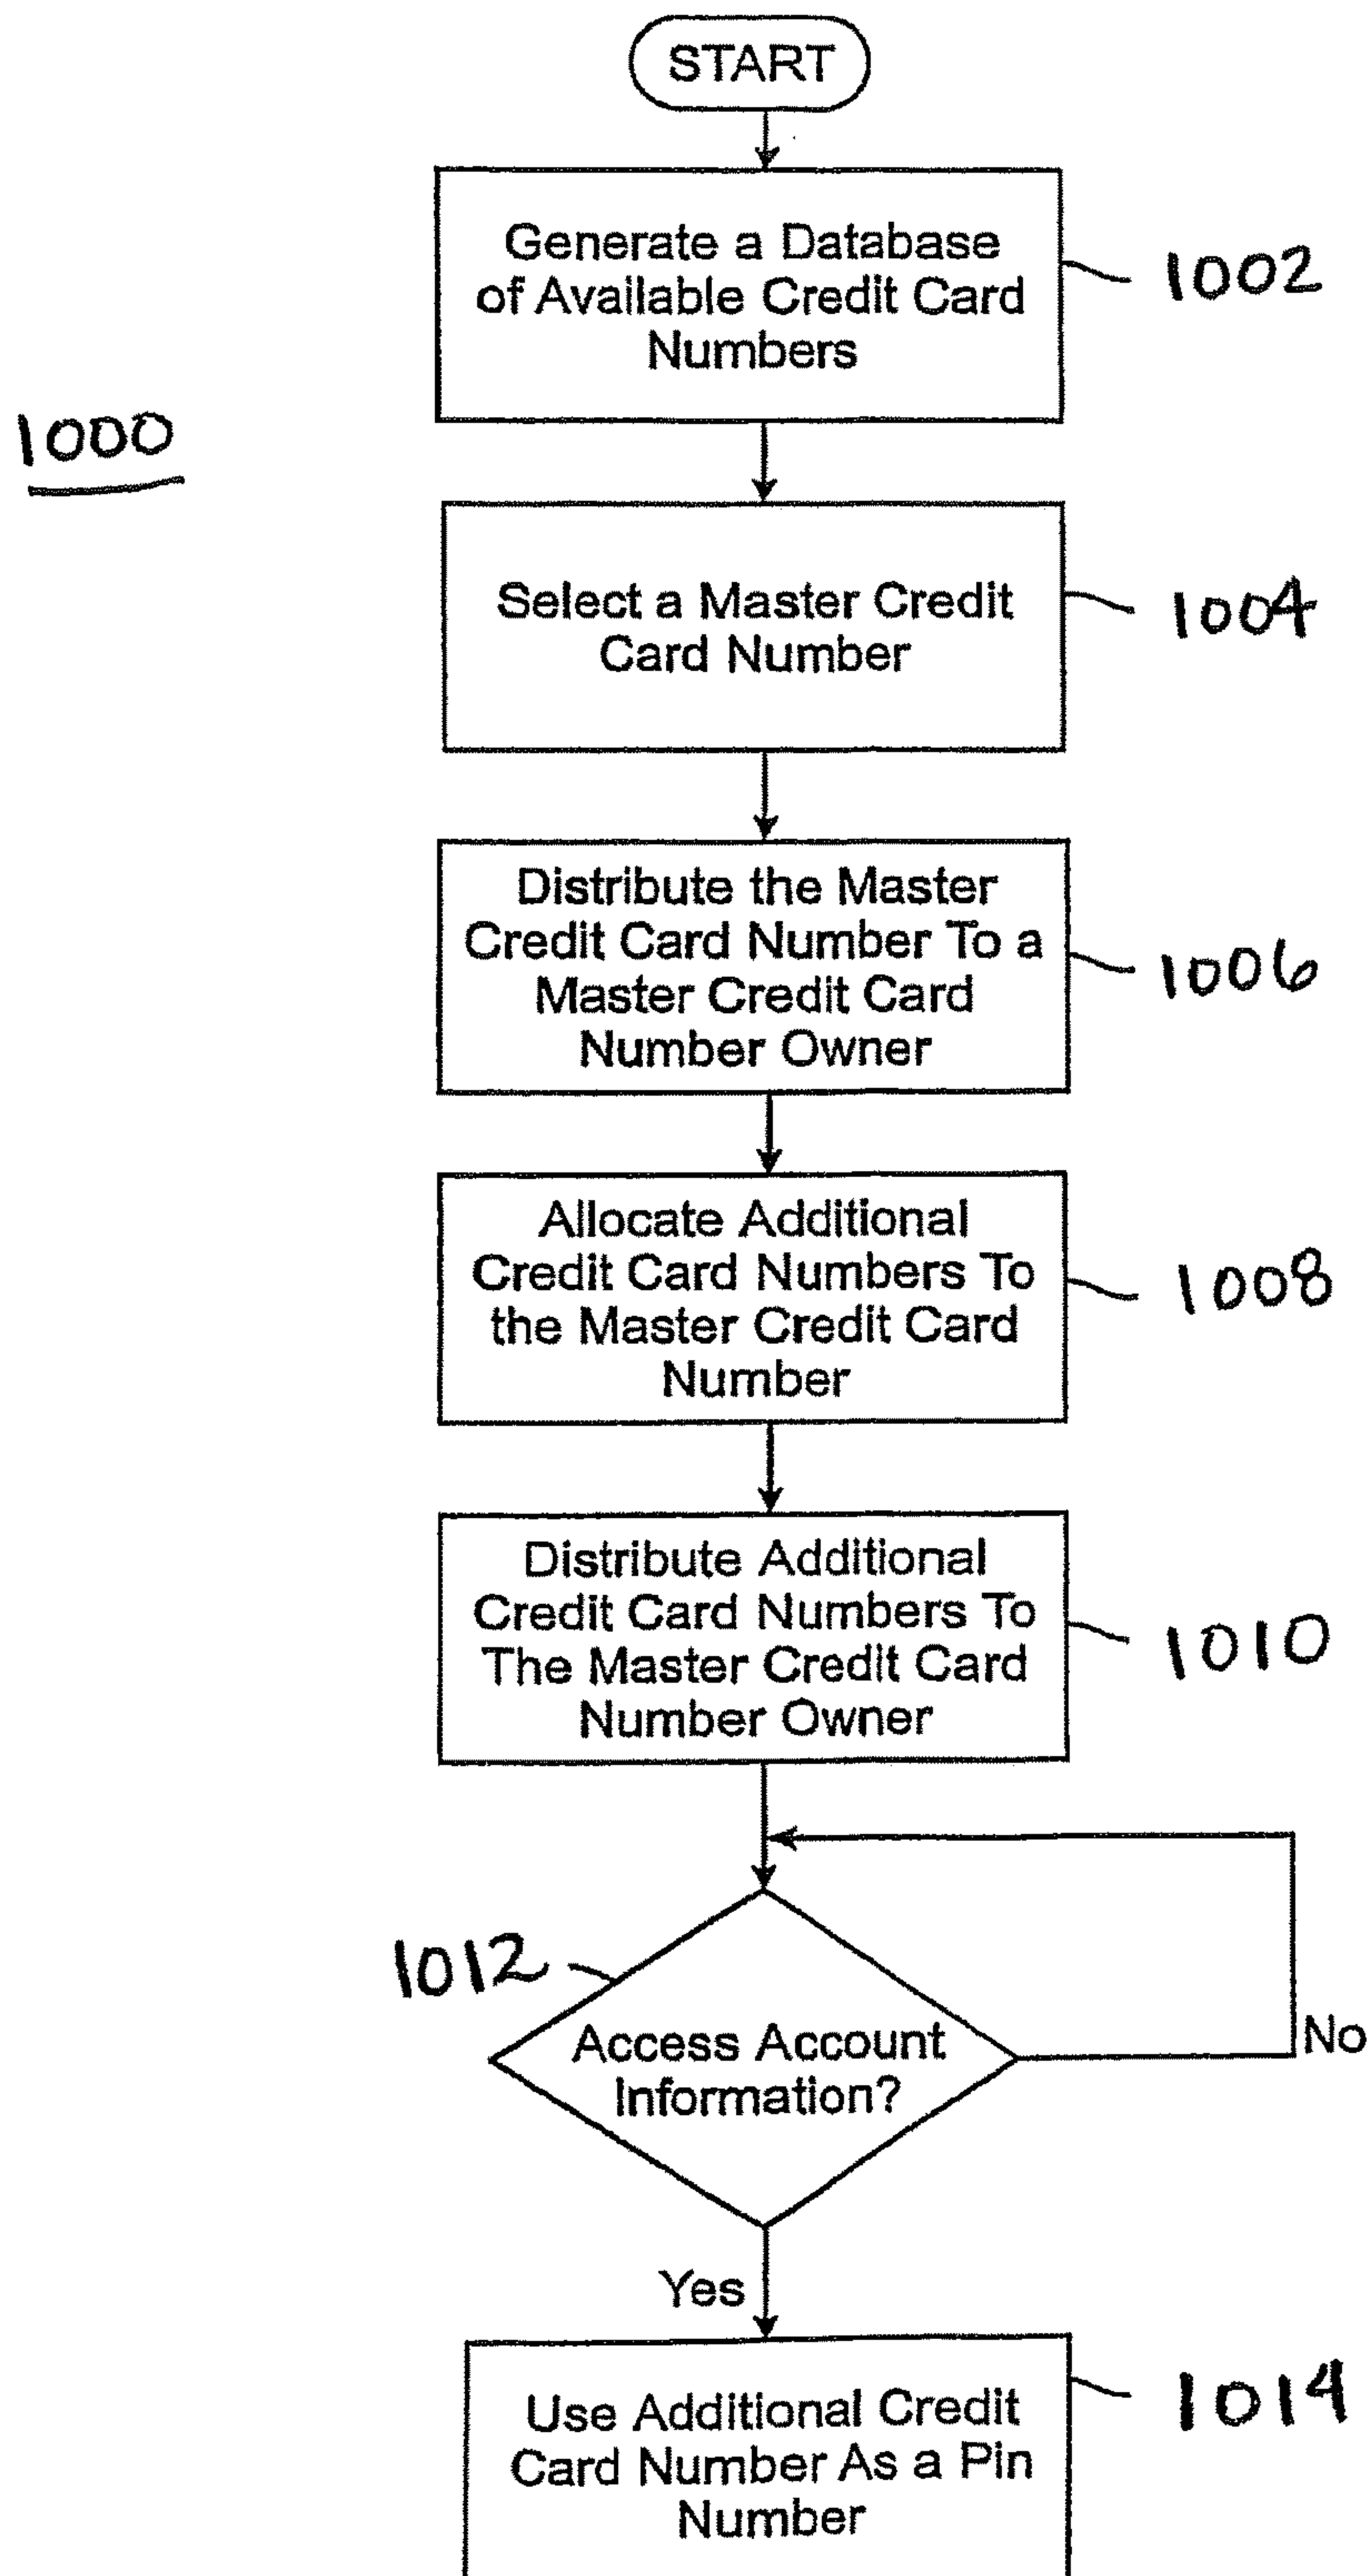 START
Generate a Database
of Available Credit Card
Numbers
1002
1000
Select a Master Credit
Card Number
1004
Distribute the Master
Credit Card Number To a
Master Credit Card
Number Owner
1006
Allocate Additional
Credit Card Numbers To
the Master Credit Card
Number
1008
Distribute Additional
Credit Card Numbers To
The Master Credit Card
Number Owner
1010
1012
Access Account
Information?
No
Yes
Use Additional Credit
Card Number As a Pin
Number
1014